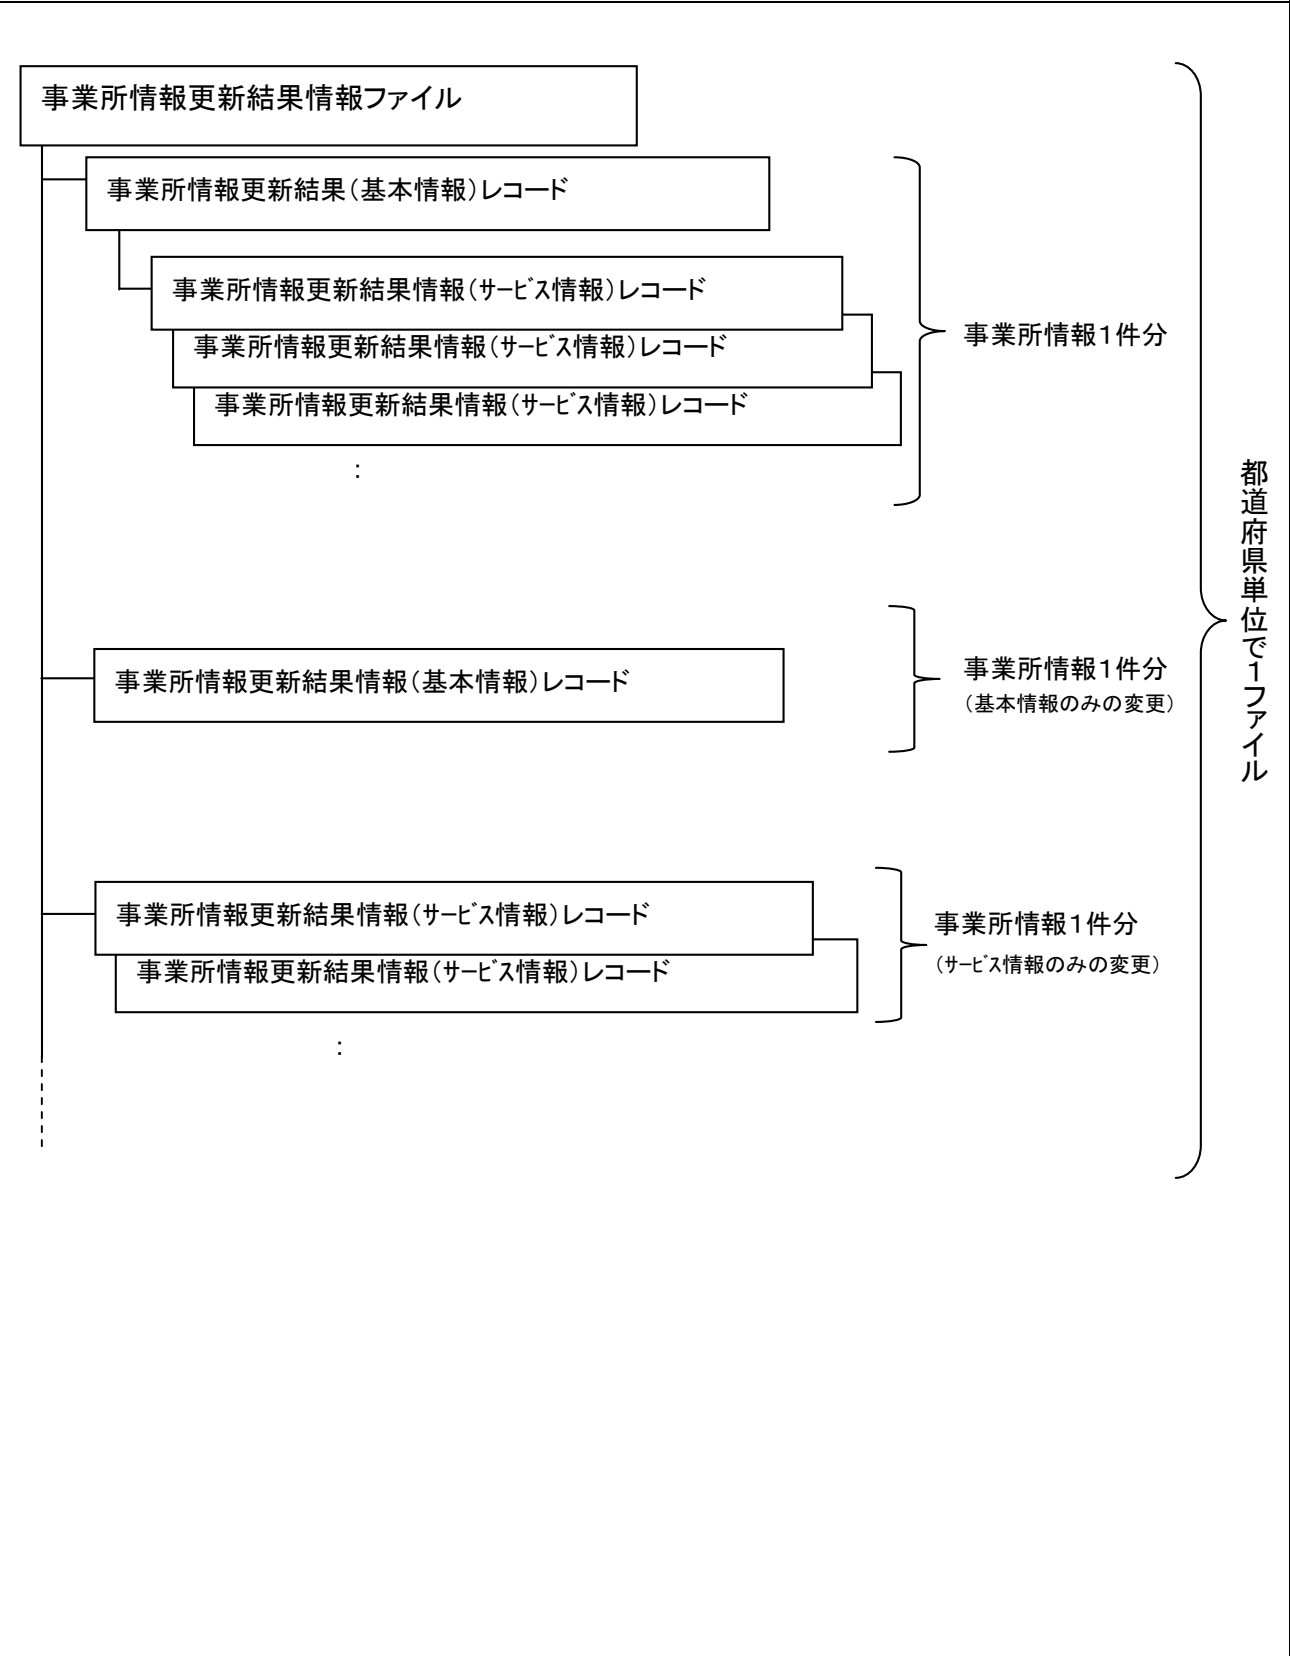 事業所情報更新結果情報ファイル
事業所情報更新結果（基本情報）レコード
事業所情報更新結果情報（ｻｰﾋﾞｽ情報）レコード
事業所情報更新結果情報（ｻｰﾋﾞｽ情報）レコード
事業所情報更新結果情報（ｻｰﾋﾞｽ情報）レコード
：
事業所情報１件分
事業所情報更新結果情報（基本情報）レコード
事業所情報１件分
（基本情報のみの変更）
事業所情報更新結果情報（ｻｰﾋﾞｽ情報）レコード
事業所情報更新結果情報（ｻｰﾋﾞｽ情報）レコード
：
事業所情報１件分
（ｻｰﾋﾞｽ情報のみの変更）
都道府県単位で１ファイル